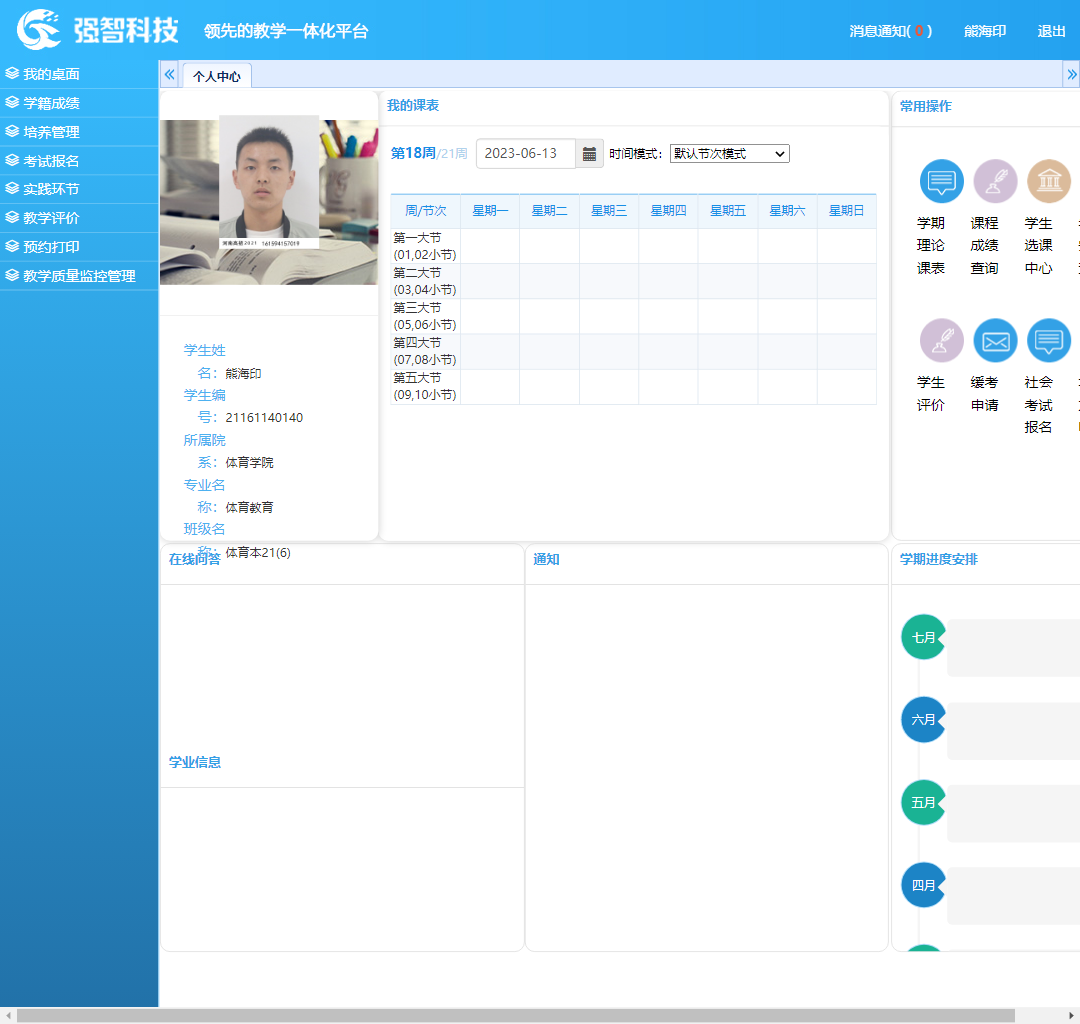 强智科技 领先的教学一体化平台 消息通知( 0 ) 熊海印 退出
我的桌面
学籍成绩
培养管理
考试报名
实践环节
教学评价
预约打印
教学质量监控管理
个人中心
河南高招2021 161594157019
学生姓
名： 熊海印
学生编
号： 21161140140
所属院
系： 体育学院
专业名
称： 体育教育
班级名
称： 体育本21(6)
我的课表
第18周/21周 2023-06-13 时间模式： 默认节次模式
周/节次 星期一 星期二 星期三 星期四 星期五 星期六 星期日
第一大节
(01,02小节)
第二大节
(03,04小节)
第三大节
(05,06小节)
第四大节
(07,08小节)
第五大节
(09,10小节)
常用操作
学期 课程 学生
理论 成绩 选课
课表 查询 中心
学生 缓考 社会
评价 申请 考试
报名
在线问答
学业信息
通知
学期进度安排
七月
六月
五月
四月